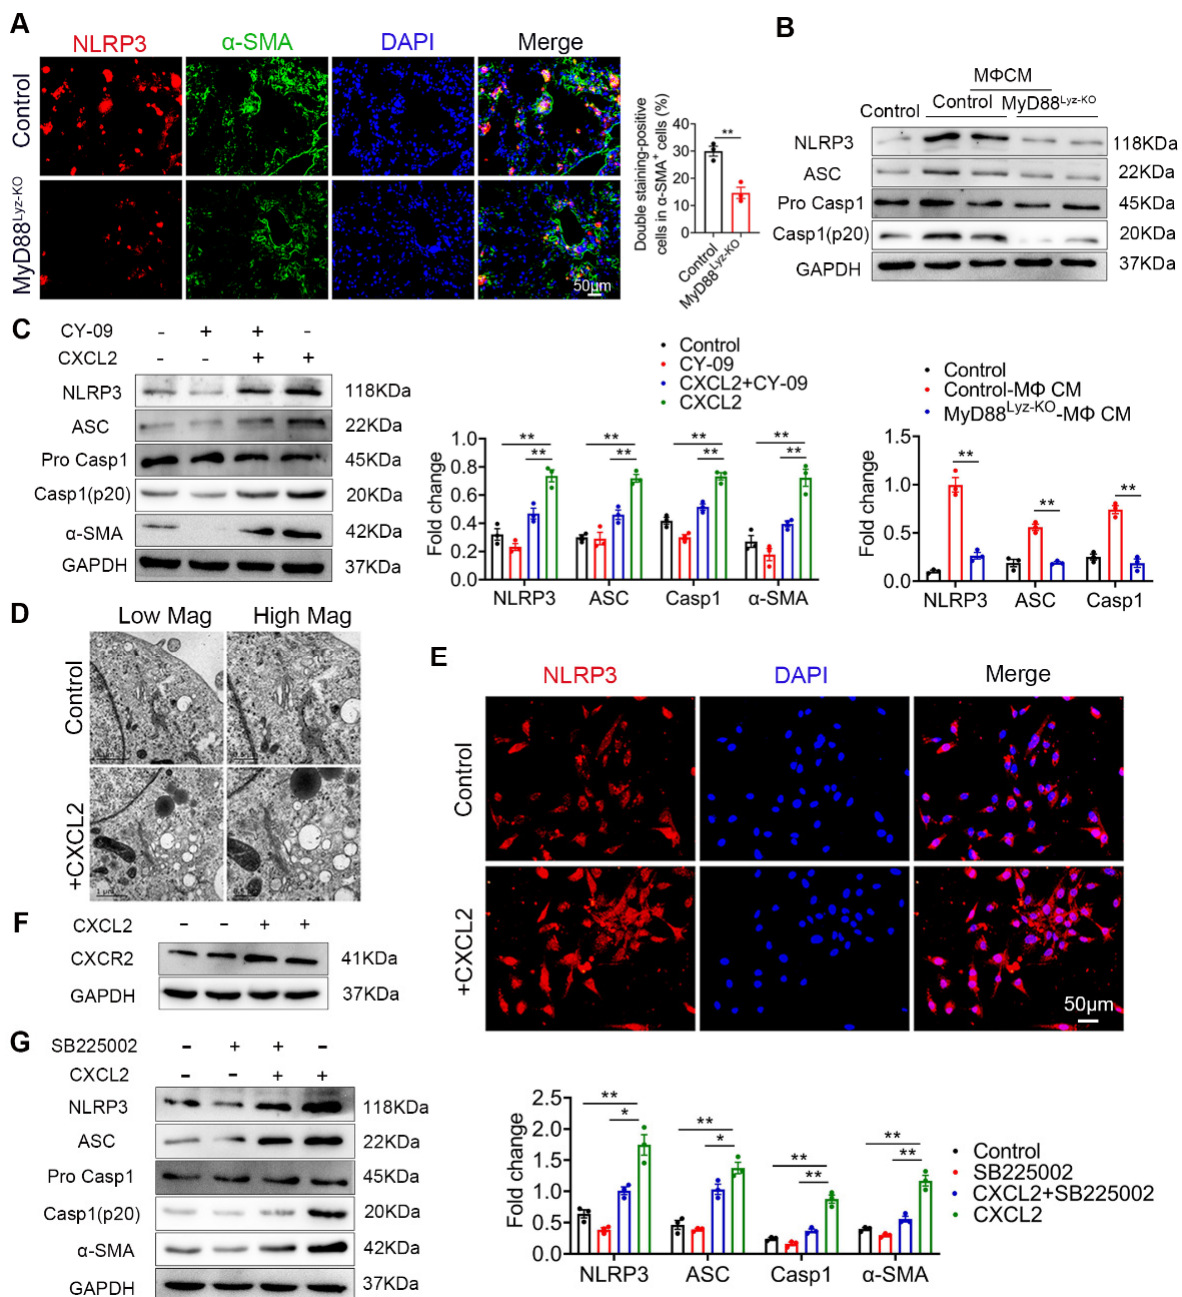 A
NLRP3
α-SMA
DAPI
Merge
Control
MyD88Lyz-KO
50μm
Double staining-positive
cells in α-SMA+ cells (%)
40
30
20
10
0
**
Control
MyD88Lyz-KO
B
MΦCM
Control
Control
MyD88Lyz-KO
NLRP3
118KDa
ASC
22KDa
Pro Casp1
45KDa
Casp1(p20)
20KDa
GAPDH
37KDa
C
CY-09 - + + -
CXCL2 - - + +
NLRP3
118KDa
ASC
22KDa
Pro Casp1
45KDa
Casp1(p20)
20KDa
α-SMA
42KDa
GAPDH
37KDa
Control
CY-09
CXCL2+CY-09
CXCL2
Fold change
1.0
0.8
0.6
0.4
0.2
0.0
** ** ** **
** ** ** **
NLRP3 ASC Casp1 α-SMA
Control
Control-MΦ CM
MyD88Lyz-KO-MΦ CM
Fold change
1.5
1.0
0.5
0.0
** ** **
NLRP3 ASC Casp1
D
Low Mag
High Mag
Control
+CXCL2
1 μm
E
NLRP3
DAPI
Merge
Control
+CXCL2
50μm
F
CXCL2 - - + +
CXCR2
41KDa
GAPDH
37KDa
G
SB225002 - + + -
CXCL2 - - + +
NLRP3
118KDa
ASC
22KDa
Pro Casp1
45KDa
Casp1(p20)
20KDa
α-SMA
42KDa
GAPDH
37KDa
Fold change
2.5
2.0
1.5
1.0
0.5
0.0
** ** ** **
* * ** **
NLRP3 ASC Casp1 α-SMA
Control
SB225002
CXCL2+SB225002
CXCL2